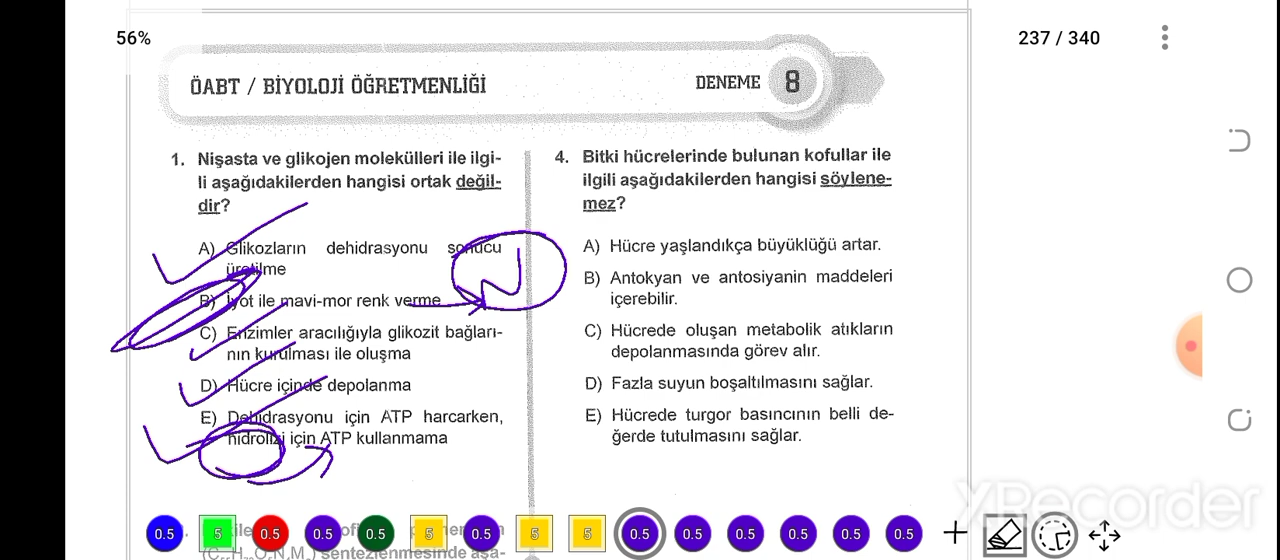 56%
237 / 340
ÖABT / BİYOLOJİ ÖĞRETMENLİĞİ
DENEME 8
1. Nişasta ve glikojen molekülleri ile ilgi-
li aşağıdakilerden hangisi ortak değil-
dir?
A) Glikozların dehidrasyonu sonucu
üretilme
B) İyot ile mavi-mor renk verme
C) Enzimler aracılığıyla glikozit bağları-
nın kurulması ile oluşma
D) Hücre içinde depolanma
E) Dehidrasyonu için ATP harcarken,
hidrolizi için ATP kullanmama
N
4. Bitki hücrelerinde bulunan kofullar ile
ilgili aşağıdakilerden hangisi söylene-
mez?
A) Hücre yaşlandıkça büyüklüğü artar.
B) Antokyan ve antosiyanin maddeleri
içerebilir.
C) Hücrede oluşan metabolik atıkların
depolanmasında görev alır.
D) Fazla suyun boşaltılmasını sağlar.
E) Hücrede turgor basıncının belli de-
ğerde tutulmasını sağlar.
0.5 5 0.5 0.5 0.5 5 0.5 5 5 0.5 0.5 0.5 0.5 0.5 0.5
sentezlenmesinde aşa-
XRecorder